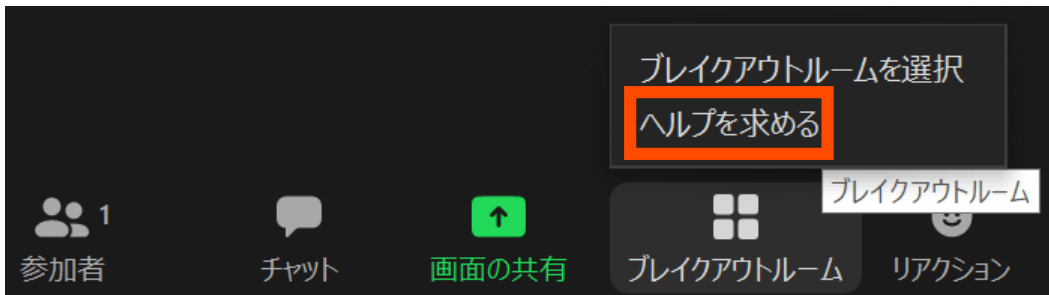 ブレイクアウトルームを選択
ヘルプを求める
ブレイクアウトルーム
1
参加者
チャット
画面の共有
ブレイクアウトルーム
リアクション